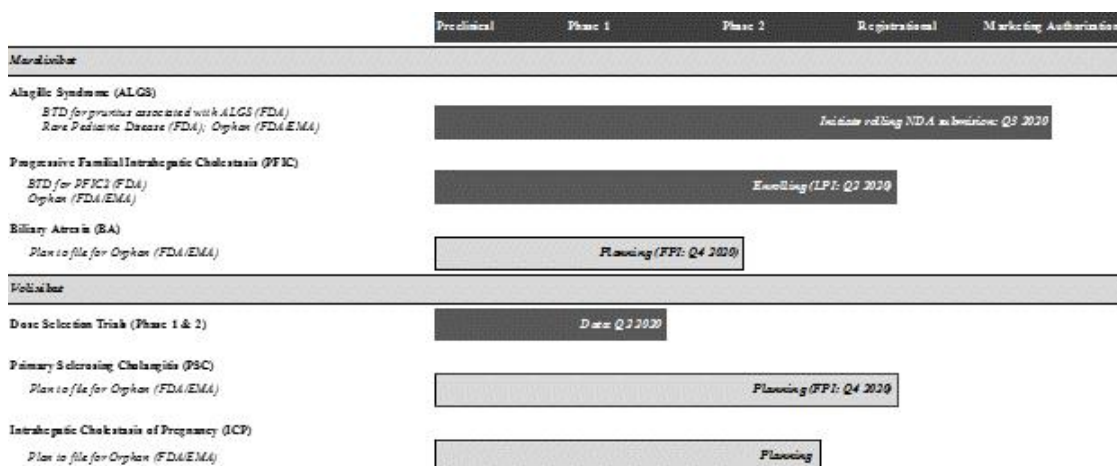 Preclinical Phase 1 Phase 2 Registrational Marketing Authorization
Maralixibat
Alagille Syndrome (ALGS)
BTD for pruritus associated with ALGS (FDA)
Rare Pediatric Disease (FDA); Orphan (FDA/EMA)
Initiate rolling NDA submission: Q3 2020
Progressive Familial Intrahepatic Cholestasis (PFIC)
BTD for PFIC2 (FDA)
Orphan (FDA/EMA)
Enrolling (LPI: Q2 2020)
Biliary Atresia (BA)
Plan to file for Orphan (FDA/EMA)
Planning (FPI: Q4 2020)
Volixibat
Dose Selection Trials (Phase 1 & 2)
Data: Q2 2020
Primary Sclerosing Cholangitis (PSC)
Plan to file for Orphan (FDA/EMA)
Planning (FPI: Q4 2020)
Intrahepatic Cholestasis of Pregnancy (ICP)
Plan to file for Orphan (FDA/EMA)
Planning